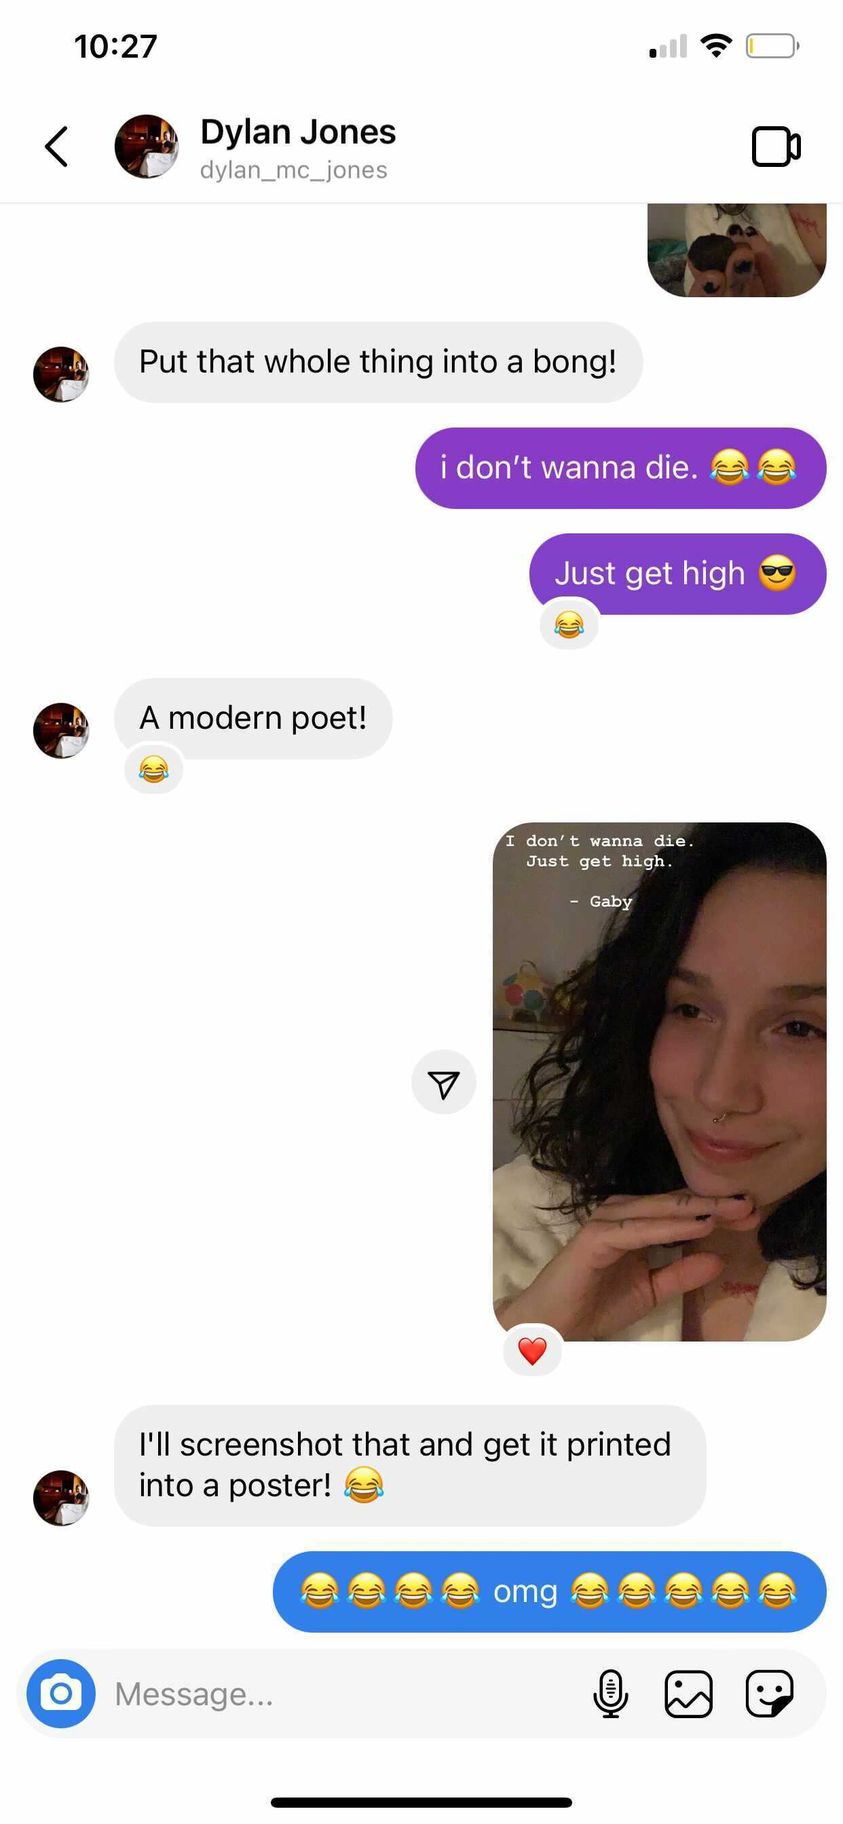 10:27
Dylan Jones
dylan_mc_jones
Put that whole thing into a bong!
i don’t wanna die. 😂😂
Just get high 😎
😂
A modern poet!
😂
I don’t wanna die.
Just get high.
- Gaby
❤️
I'll screenshot that and get it printed
into a poster! 😂
😂😂😂😂 omg 😂😂😂😂😂
Message...